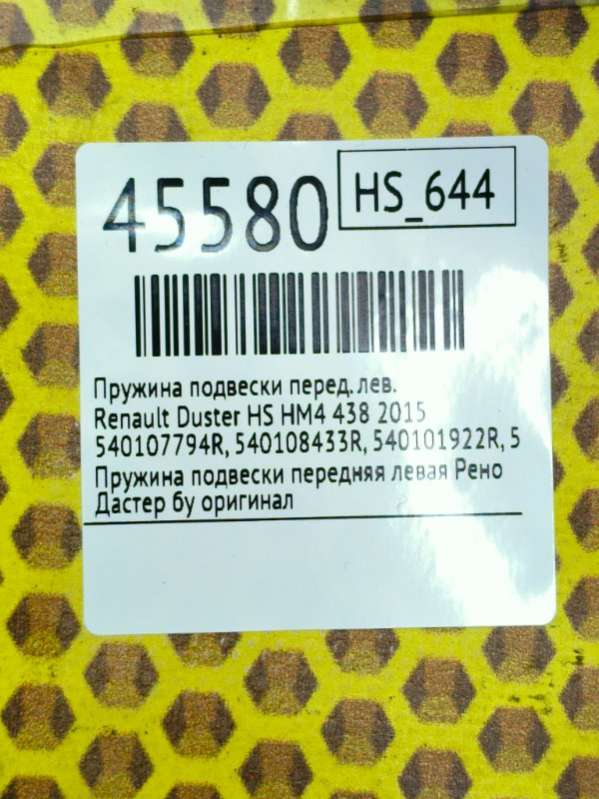 45580
HS_644
Пружина подвески перед. лев.
Renault Duster HS HM4 438 2015
540107794R, 540108433R, 540101922R, 5
Пружина подвески передняя левая Рено
Дастер бу оригинал